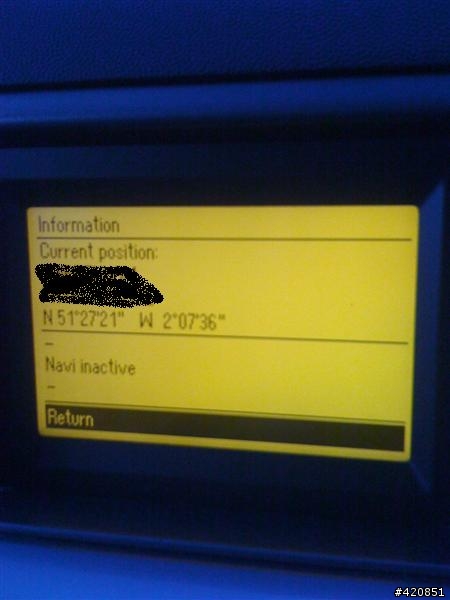 Information
Current position:
N 51°27'21" W 2°07'36"
–
Navi inactive
–
Return
#420851